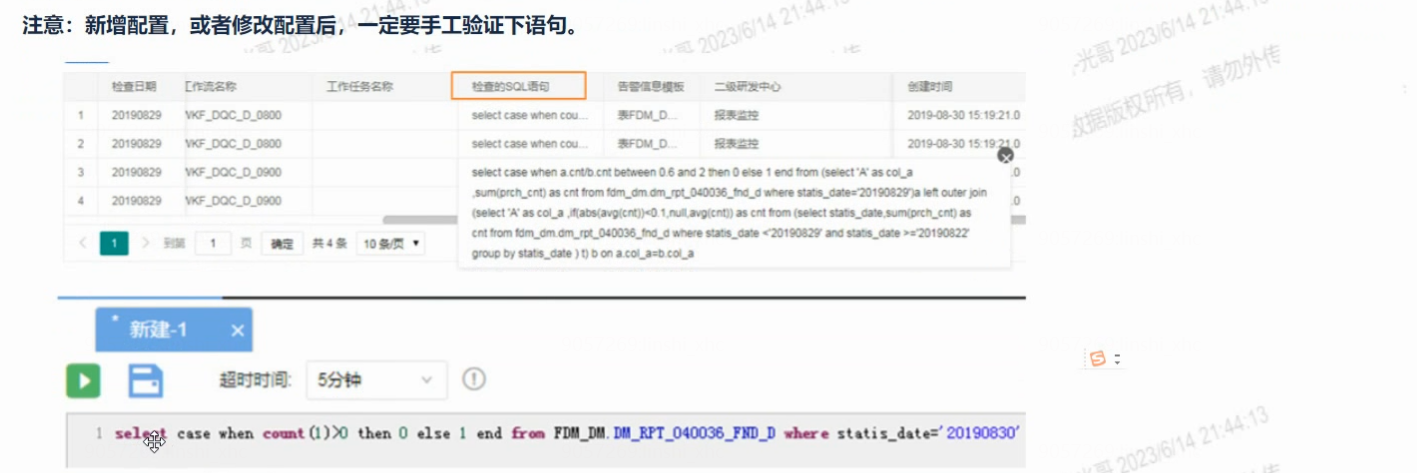 注意：新增配置，或者修改配置后，一定要手工验证下语句。
光哥 2023/6/14 21:44:13
数据版权所有，请勿外传
检查日期 工作流名称 工作任务名称 检查的SQL语句 告警信息模板 二级研发中心 创建时间
1 20190829 WKF_DQC_D_0800 select case when cou... 表FDM_D... 报表监控 2019-08-30 15:19:21.0
2 20190829 WKF_DQC_D_0800 select case when cou... 表FDM_D... 报表监控 2019-08-30 15:19:21.0
3 20190829 WKF_DQC_D_0900 .0
4 20190829 WKF_DQC_D_0900 .0
select case when a.cnt/b.cnt between 0.6 and 2 then 0 else 1 end from (select 'A' as col_a
,sum(prch_cnt) as cnt from fdm_dm.dm_rpt_040036_fnd_d where statis_date='20190829')a left outer join
(select 'A' as col_a ,if(abs(avg(cnt))<0.1,null,avg(cnt)) as cnt from (select statis_date,sum(prch_cnt) as
cnt from fdm_dm.dm_rpt_040036_fnd_d where statis_date <'20190829' and statis_date >='20190822'
group by statis_date ) t) b on a.col_a=b.col_a
1 到第 1 页 确定 共 4 条 10 条/页
* 新建-1
超时时间: 5分钟
1 select case when count(1)>0 then 0 else 1 end from FDM_DM.DM_RPT_040036_FND_D where statis_date='20190830'
光哥 2023/6/14 21:44:13